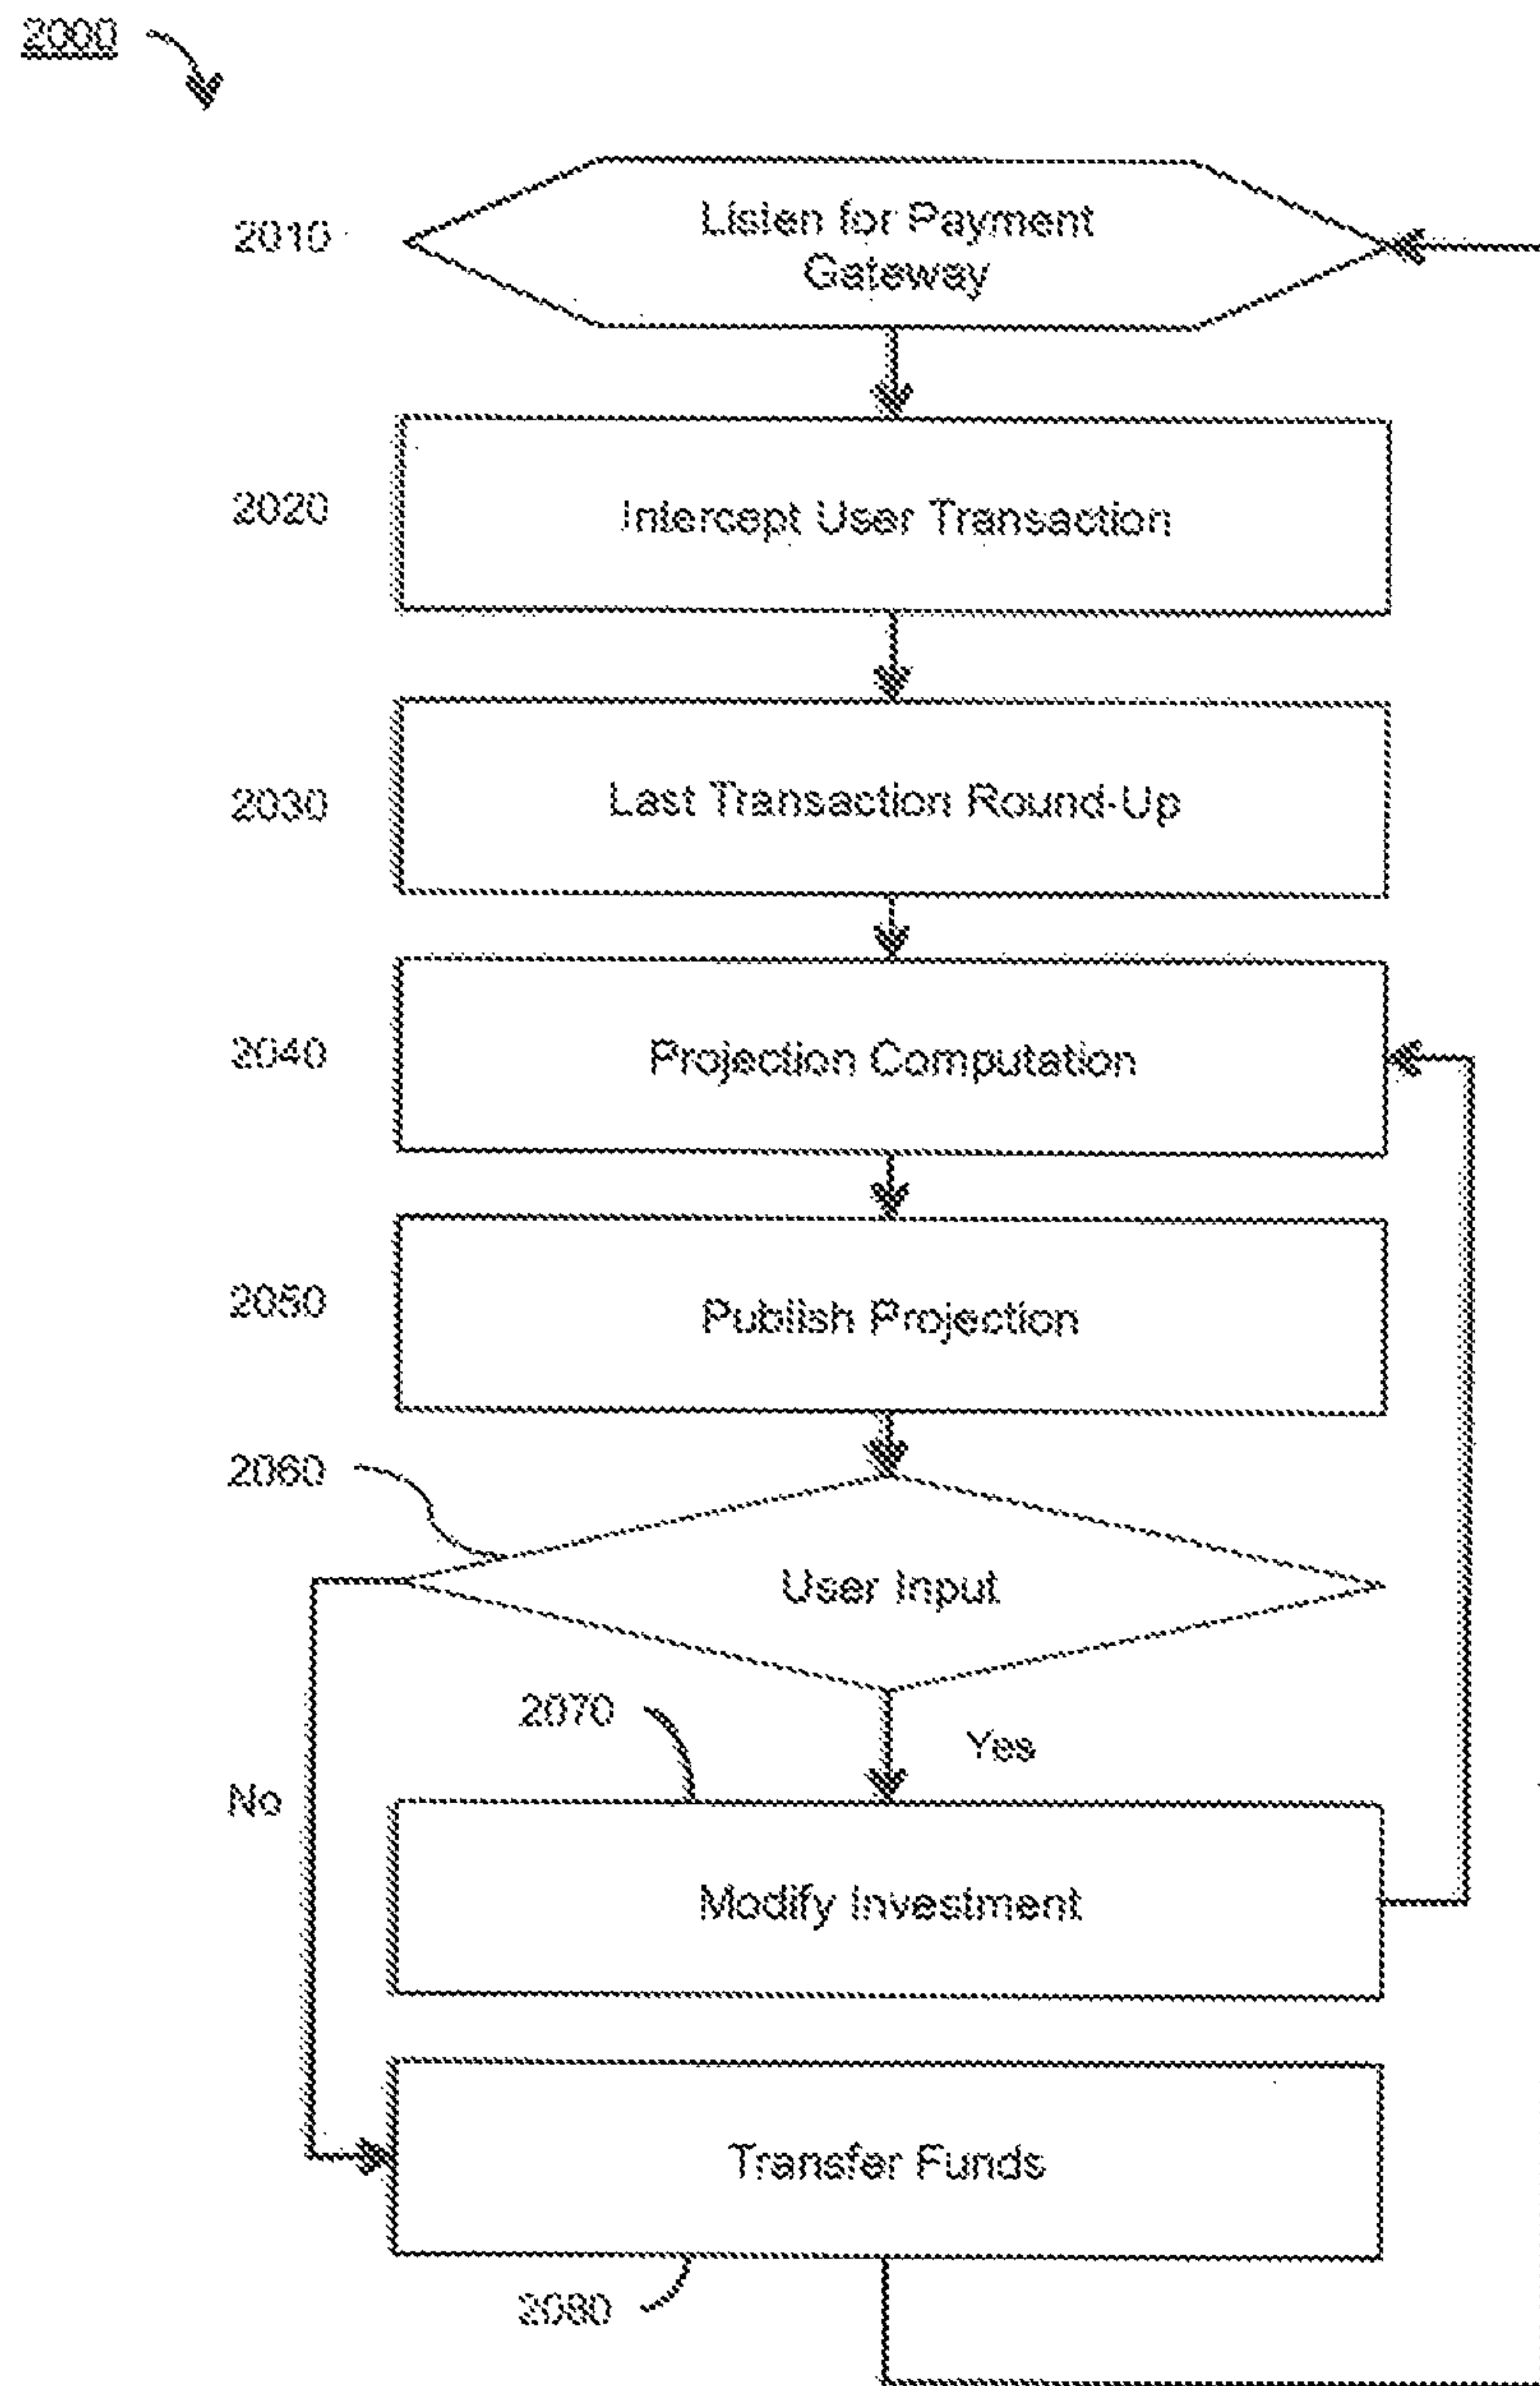 2000
2010
Listen for Payment
Gateway
2020
Intercept User Transaction
2030
Last Transaction Round-Up
2040
Projection Computation
2050
Publish Projection
2060
User Input
2070
Yes
No
Modify Investment
Transfer Funds
2080